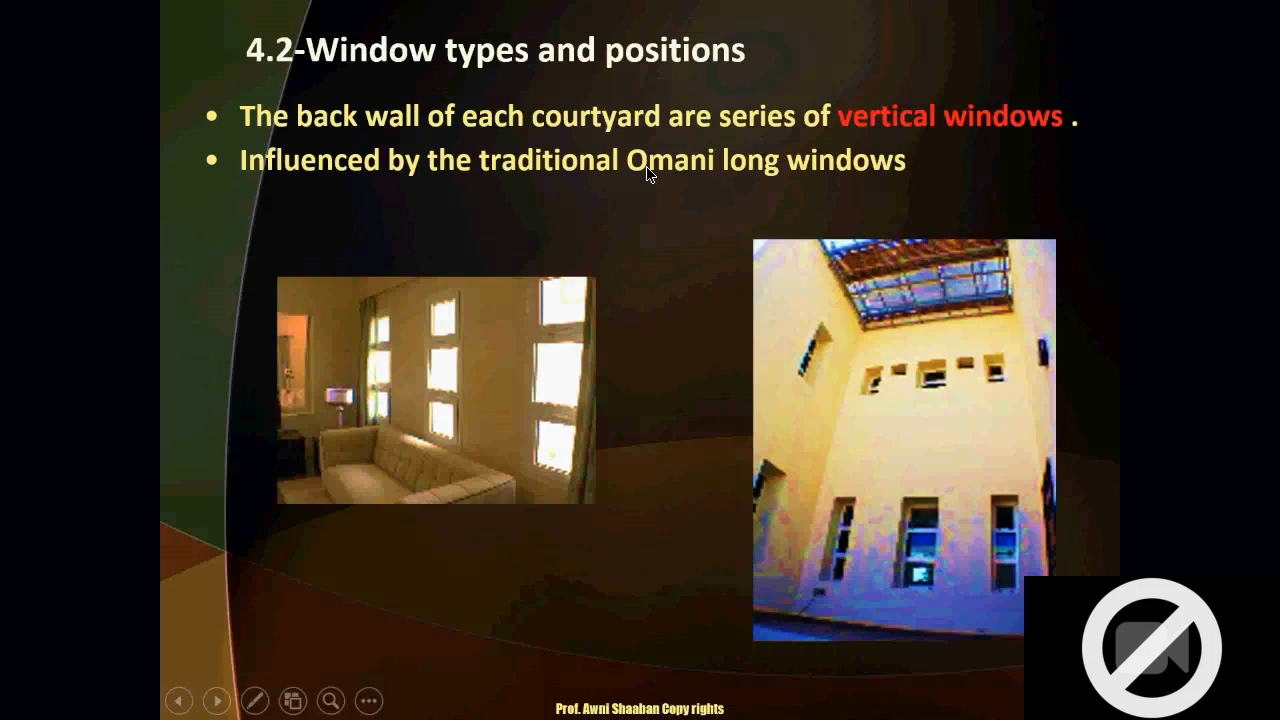 4.2-Window types and positions
• The back wall of each courtyard are series of vertical windows .
• Influenced by the traditional Omani long windows
Prof. Awni Shaaban Copy rights